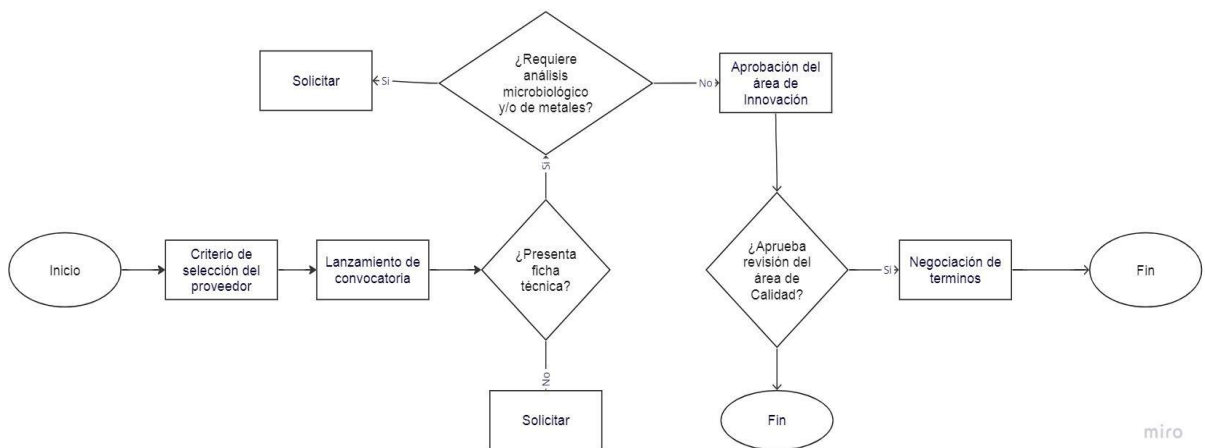 ¿Requiere
análisis
microbiológico
y/o de metales?
Solicitar
Si
No
Aprobación del
área de
Innovación
Si
Inicio
Criterio de
selección del
proveedor
Lanzamiento de
convocatoria
¿Presenta
ficha
técnica?
¿Aprueba
revisión del
área de
Calidad?
Si
Negociación de
terminos
Fin
No
Solicitar
Fin
miro